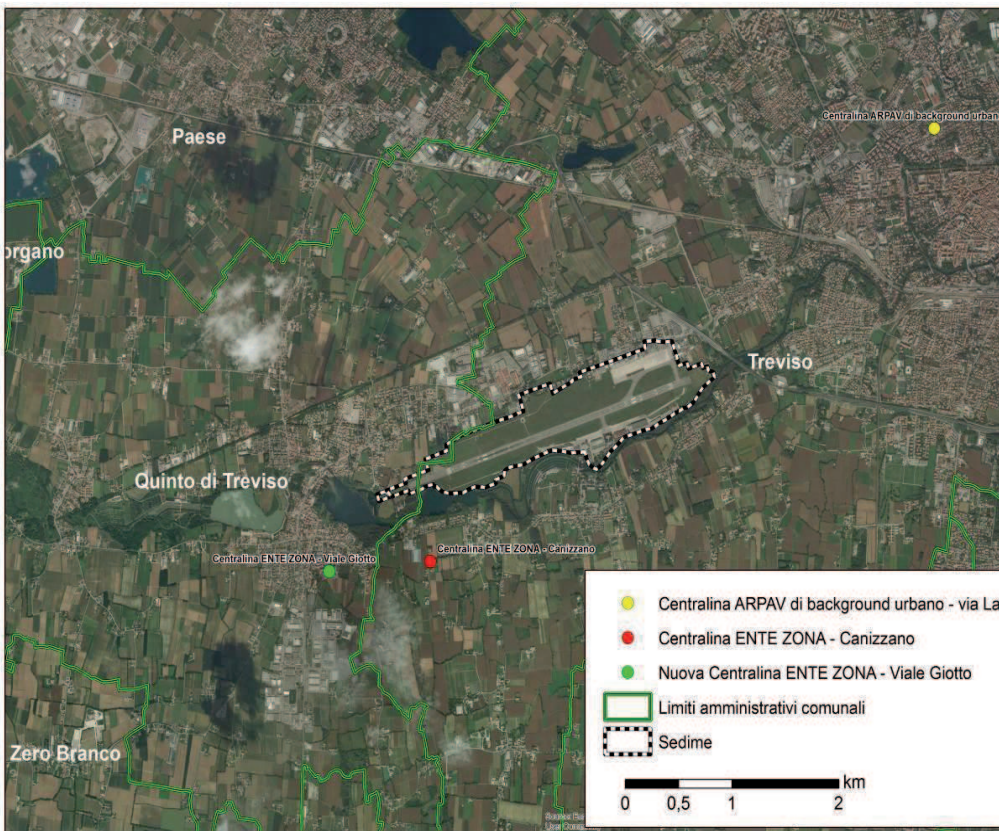 Paese
Centralina ARPAV di background urbano
organo
Treviso
Quinto di Treviso
Centralina ENTE ZONA - Viale Giotto
Centralina ENTE ZONA - Canizzano
Zero Branco
Centralina ARPAV di background urbano - via La
Centralina ENTE ZONA - Canizzano
Nuova Centralina ENTE ZONA - Viale Giotto
Limiti amministrativi comunali
Sedime
km
0 0,5 1 2